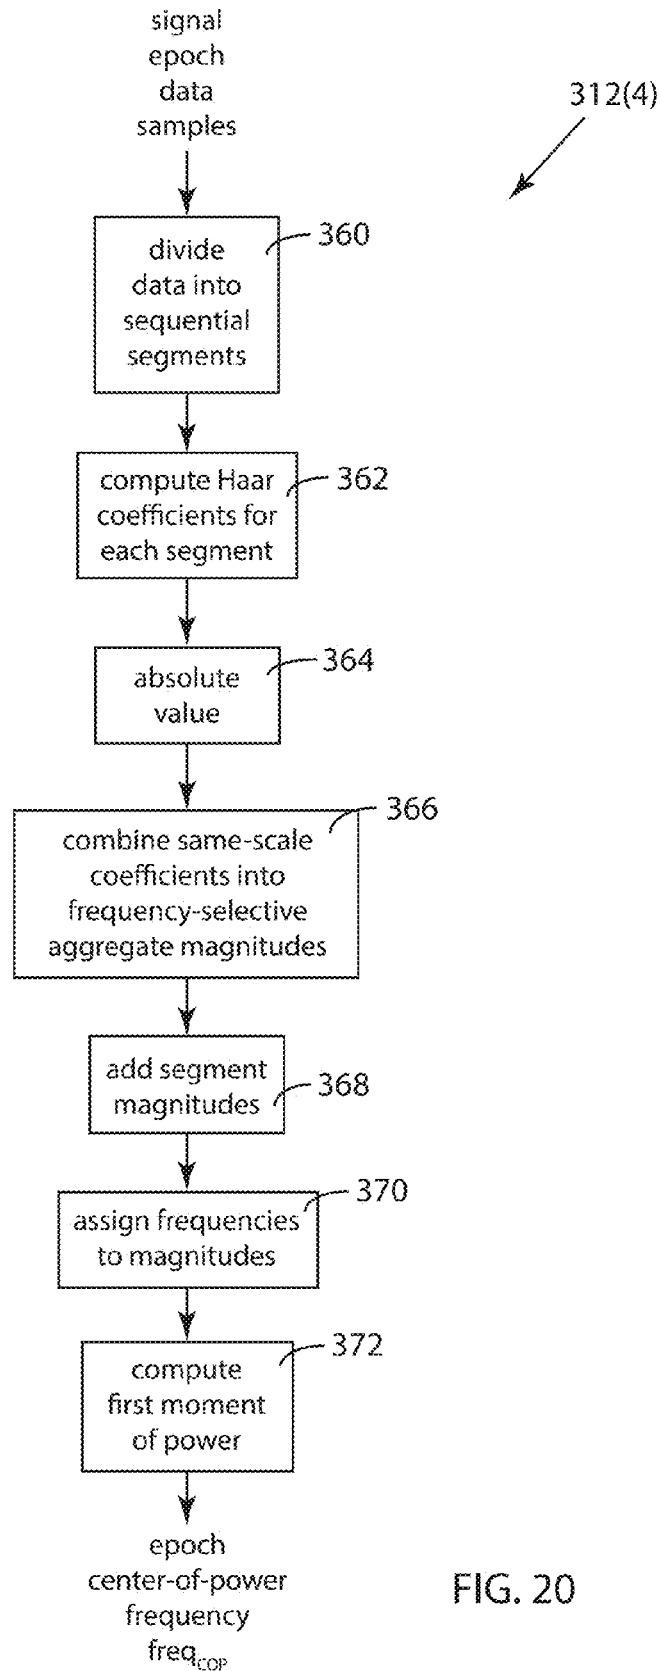 signal
epoch
data
samples
312(4)
360
divide
data into
sequential
segments
362
compute Haar
coefficients for
each segment
364
absolute
value
366
combine same-scale
coefficients into
frequency-selective
aggregate magnitudes
add segment
magnitudes
368
370
assign frequencies
to magnitudes
372
compute
first moment
of power
epoch
center-of-power
frequency
freq_COP
FIG. 20